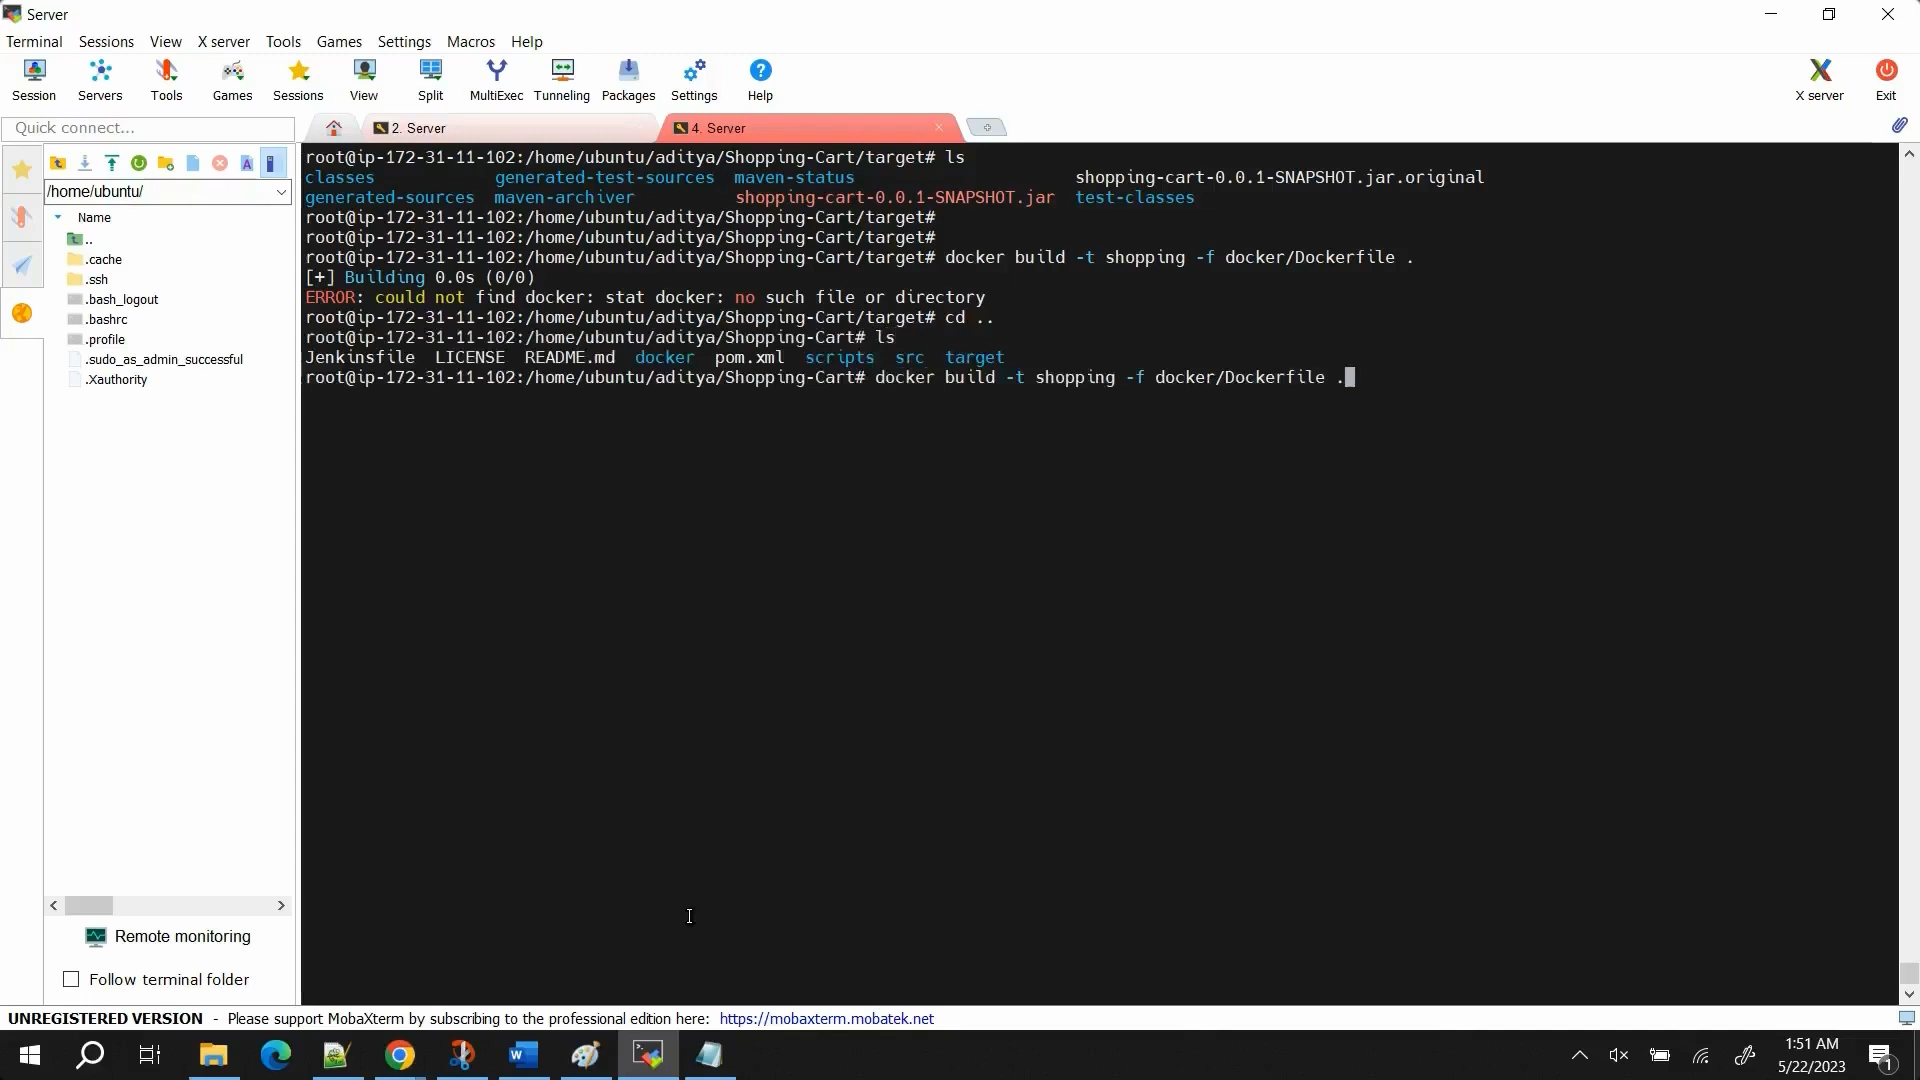 Server
Terminal Sessions View X server Tools Games Settings Macros Help
Session Servers Tools Games Sessions View Split MultiExec Tunneling Packages Settings Help X server Exit
Quick connect...
2. Server
4. Server
/home/ubuntu/
Name
..
.cache
.ssh
.bash_logout
.bashrc
.profile
.sudo_as_admin_successful
.Xauthority
Remote monitoring
Follow terminal folder
root@ip-172-31-11-102:/home/ubuntu/aditya/Shopping-Cart/target# ls
classes generated-test-sources maven-status shopping-cart-0.0.1-SNAPSHOT.jar.original
generated-sources maven-archiver shopping-cart-0.0.1-SNAPSHOT.jar test-classes
root@ip-172-31-11-102:/home/ubuntu/aditya/Shopping-Cart/target#
root@ip-172-31-11-102:/home/ubuntu/aditya/Shopping-Cart/target#
root@ip-172-31-11-102:/home/ubuntu/aditya/Shopping-Cart/target# docker build -t shopping -f docker/Dockerfile .
[+] Building 0.0s (0/0)
ERROR: could not find docker: stat docker: no such file or directory
root@ip-172-31-11-102:/home/ubuntu/aditya/Shopping-Cart/target# cd ..
root@ip-172-31-11-102:/home/ubuntu/aditya/Shopping-Cart# ls
Jenkinsfile LICENSE README.md docker pom.xml scripts src target
root@ip-172-31-11-102:/home/ubuntu/aditya/Shopping-Cart# docker build -t shopping -f docker/Dockerfile .
UNREGISTERED VERSION - Please support MobaXterm by subscribing to the professional edition here: https://mobaxterm.mobatek.net
1:51 AM
5/22/2023
1